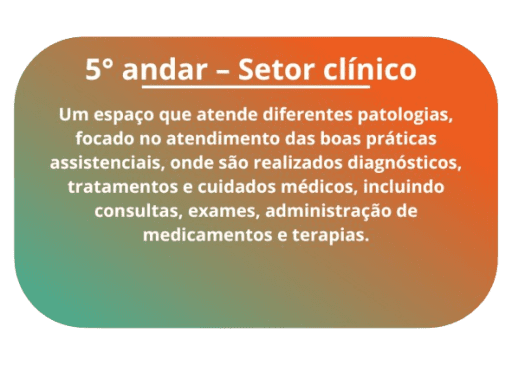 5° andar – Setor clínico
Um espaço que atende diferentes patologias,
focado no atendimento das boas práticas
assistenciais, onde são realizados diagnósticos,
tratamentos e cuidados médicos, incluindo
consultas, exames, administração de
medicamentos e terapias.